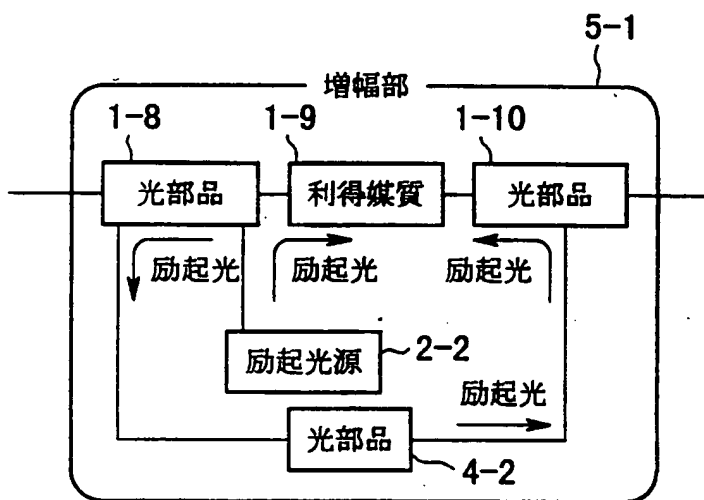 5-1
増幅部
1-8
1-9
1-10
光部品
利得媒質
光部品
励起光
励起光
励起光
励起光源
2-2
励起光
光部品
4-2